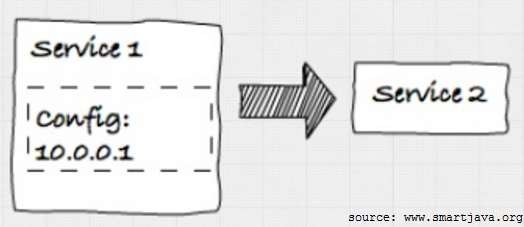 Service 1
Config:
10.0.0.1
Service 2
source: www.smartjava.org